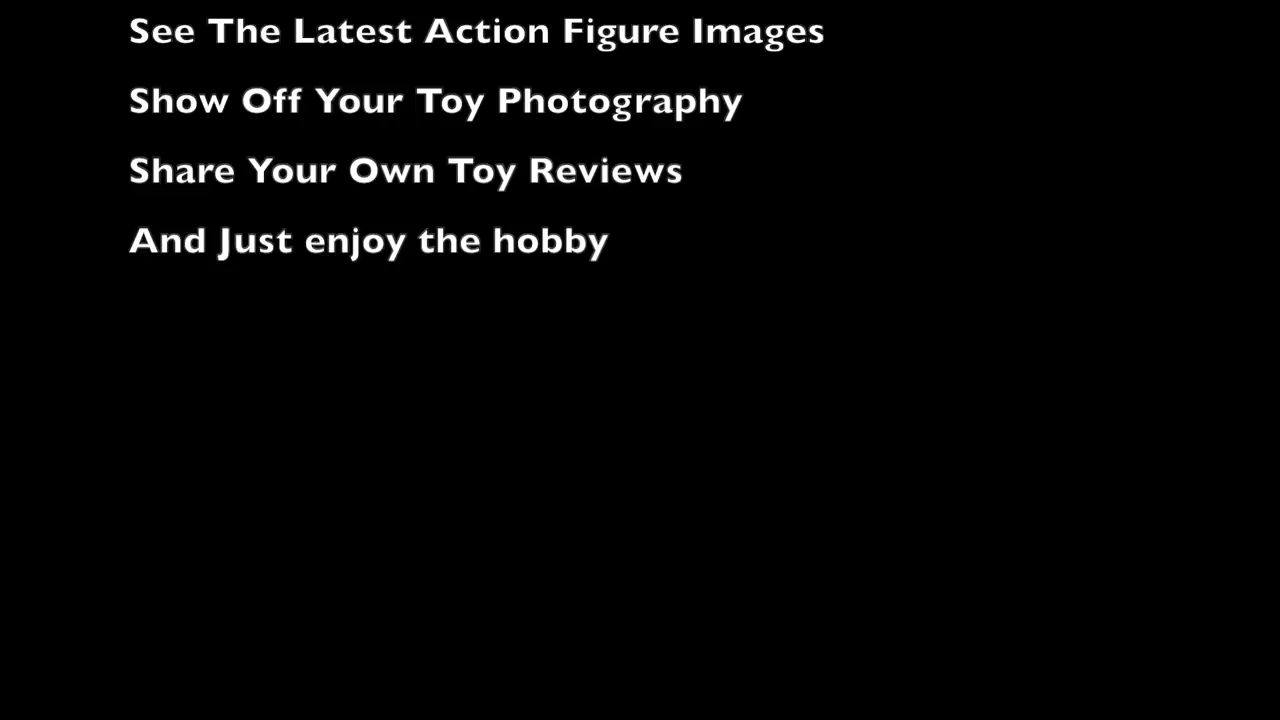 See The Latest Action Figure Images
Show Off Your Toy Photography
Share Your Own Toy Reviews
And Just enjoy the hobby